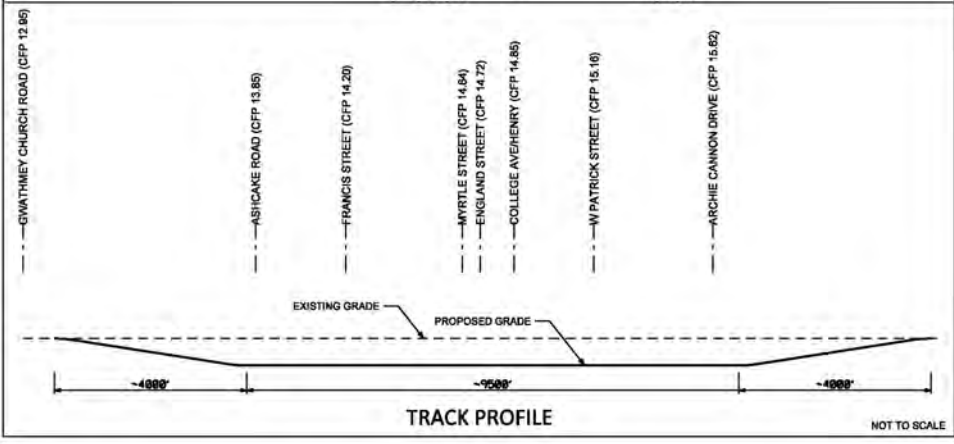 GWATHMEY CHURCH ROAD (CFP 12.95)
ASHCAKE ROAD (CFP 13.85)
FRANCIS STREET (CFP 14.20)
MYRTLE STREET (CFP 14.64)
ENGLAND STREET (CFP 14.72)
COLLEGE AVE/HENRY (CFP 14.85)
W PATRICK STREET (CFP 15.16)
ARCHIE CANNON DRIVE (CFP 15.62)
EXISTING GRADE
PROPOSED GRADE
~4000' ~9500' ~4000'
TRACK PROFILE
NOT TO SCALE